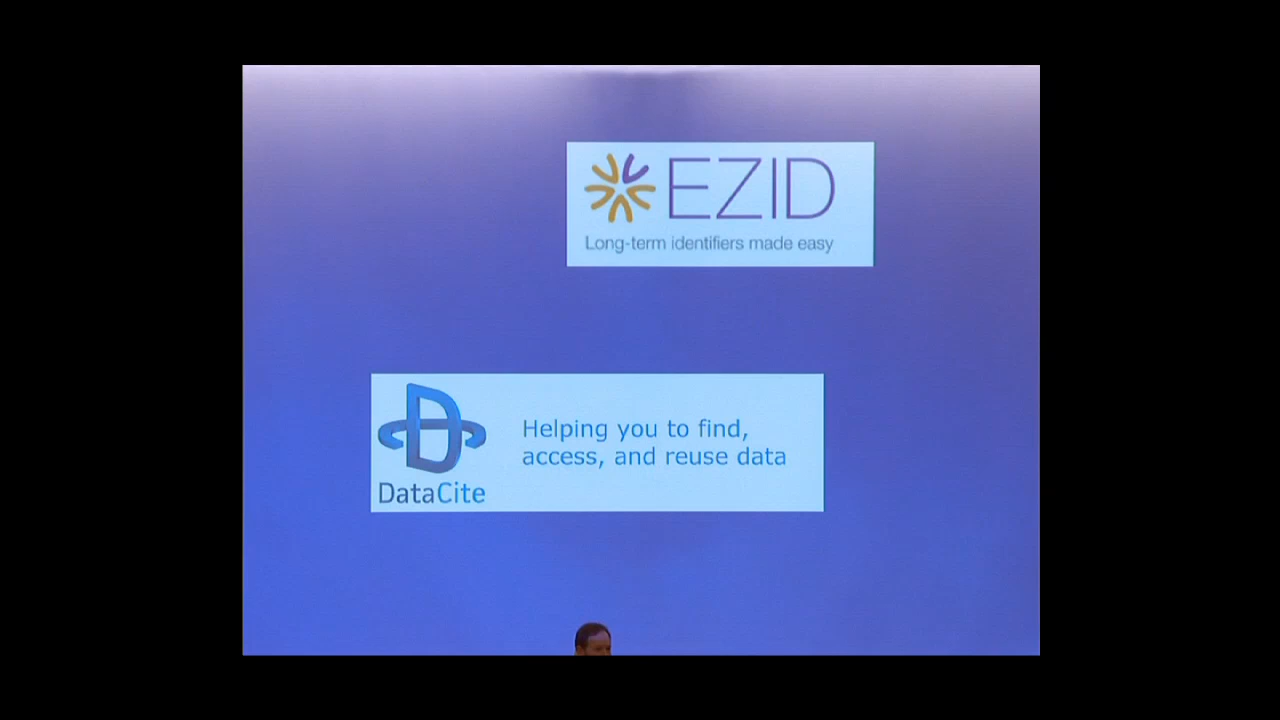 EZID
Long-term identifiers made easy
Helping you to find,
access, and reuse data
DataCite